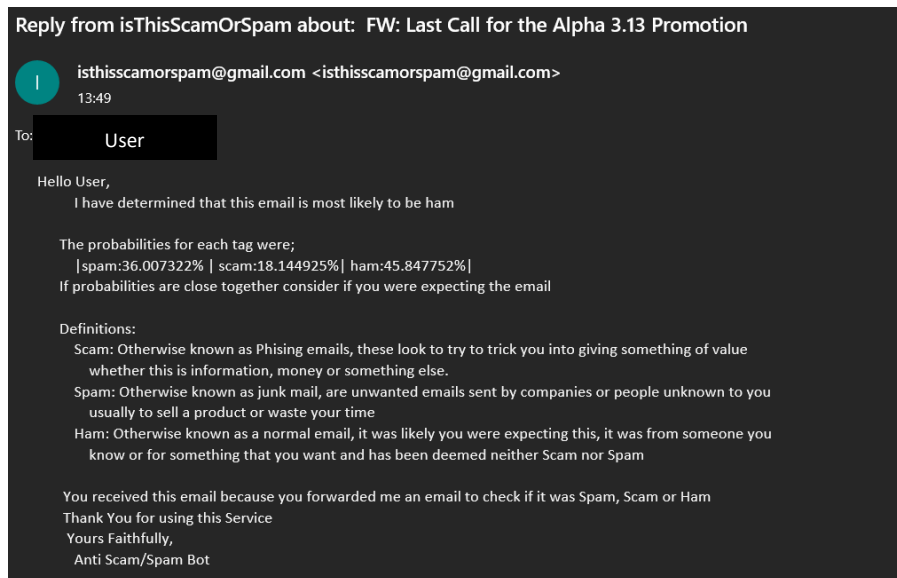 Reply from isThisScamOrSpam about:  FW: Last Call for the Alpha 3.13 Promotion
I
isthisscamorspam@gmail.com <isthisscamorspam@gmail.com>
13:49
To: User
Hello User,
I have determined that this email is most likely to be ham
The probabilities for each tag were;
|spam:36.007322% | scam:18.144925%| ham:45.847752%|
If probabilities are close together consider if you were expecting the email
Definitions:
Scam: Otherwise known as Phising emails, these look to try to trick you into giving something of value
whether this is information, money or something else.
Spam: Otherwise known as junk mail, are unwanted emails sent by companies or people unknown to you
usually to sell a product or waste your time
Ham: Otherwise known as a normal email, it was likely you were expecting this, it was from someone you
know or for something that you want and has been deemed neither Scam nor Spam
You received this email because you forwarded me an email to check if it was Spam, Scam or Ham
Thank You for using this Service
Yours Faithfully,
Anti Scam/Spam Bot